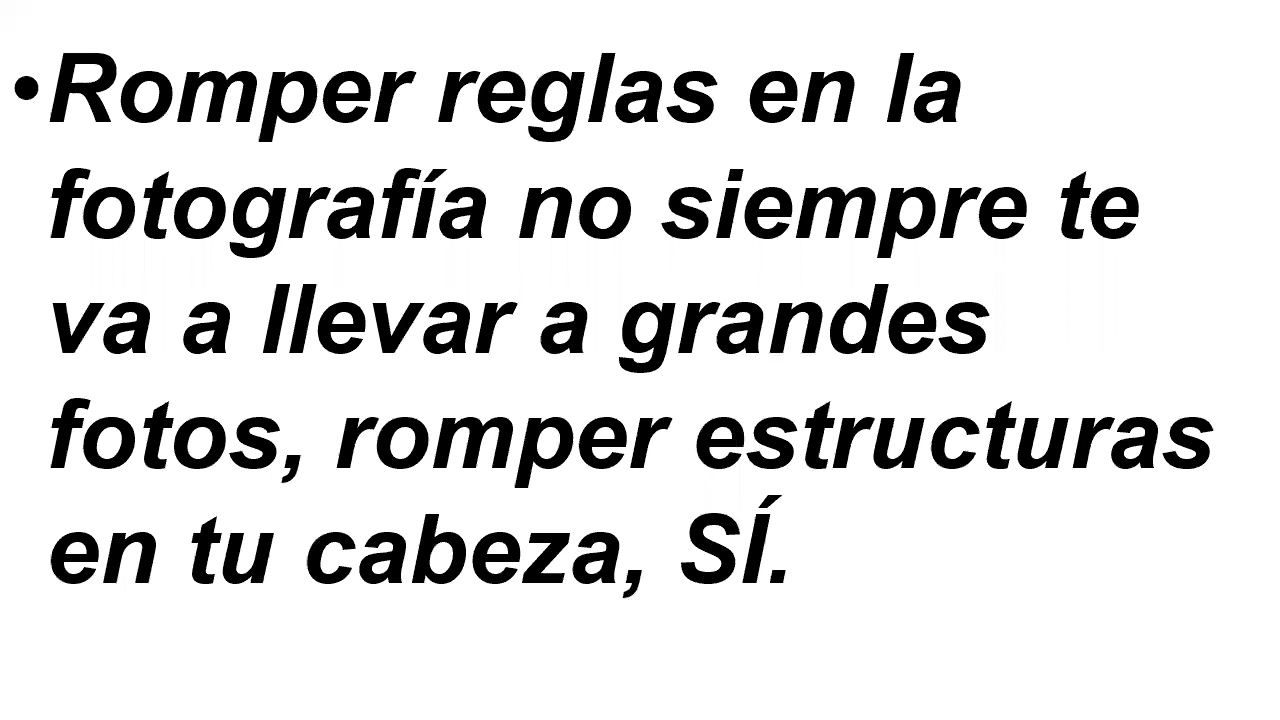 •Romper reglas en la
fotografía no siempre te
va a llevar a grandes
fotos, romper estructuras
en tu cabeza, SÍ.